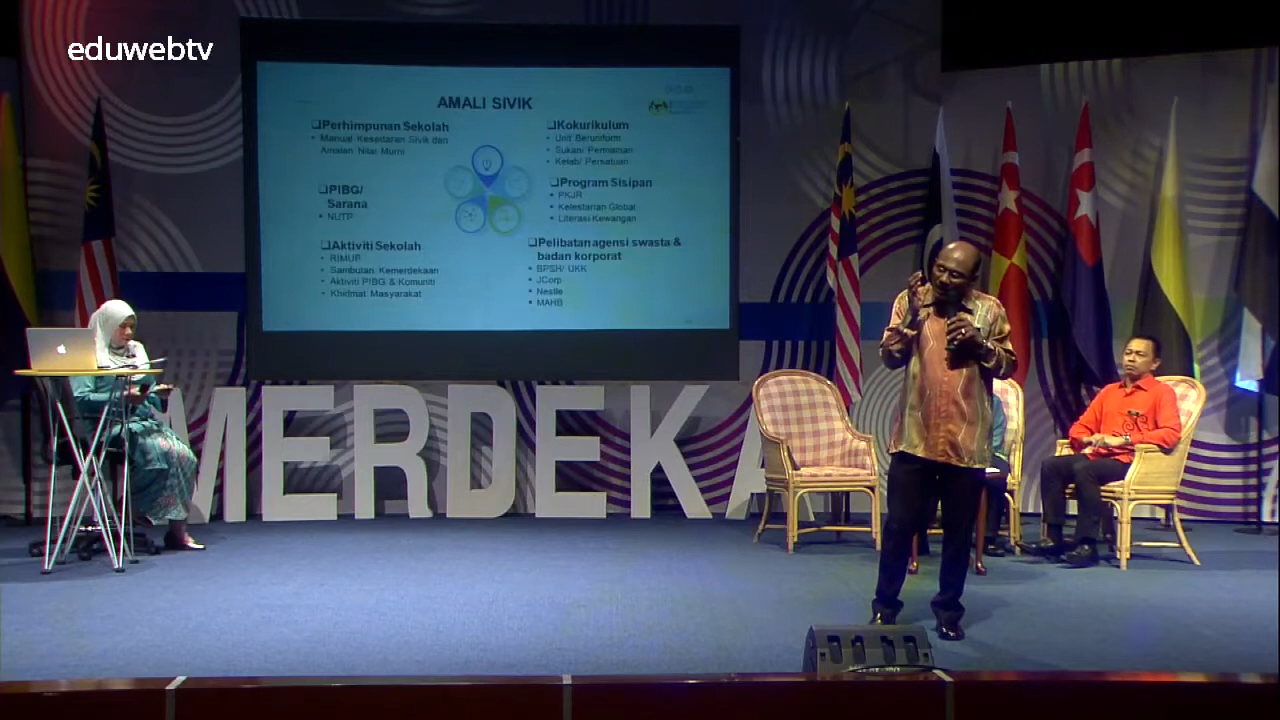 eduwebtv
AMALI SIVIK
❑Perhimpunan Sekolah
• Manual Kesedaran Sivik dan
Amalan Nilai Murni
❑PIBG/
Sarana
• NUTP
❑Aktiviti Sekolah
• RIMUP
• Sambutan Kemerdekaan
• Aktiviti PIBG & Komuniti
• Khidmat Masyarakat
❑Kokurikulum
• Unit Beruniform
• Sukan/ Permainan
• Kelab/ Persatuan
❑Program Sisipan
• PKJR
• Kelestarian Global
• Literasi Kewangan
❑Pelibatan agensi swasta &
badan korporat
• BPSH/ UKK
• JCorp
• Nestle
• MAHB
MERDEKA